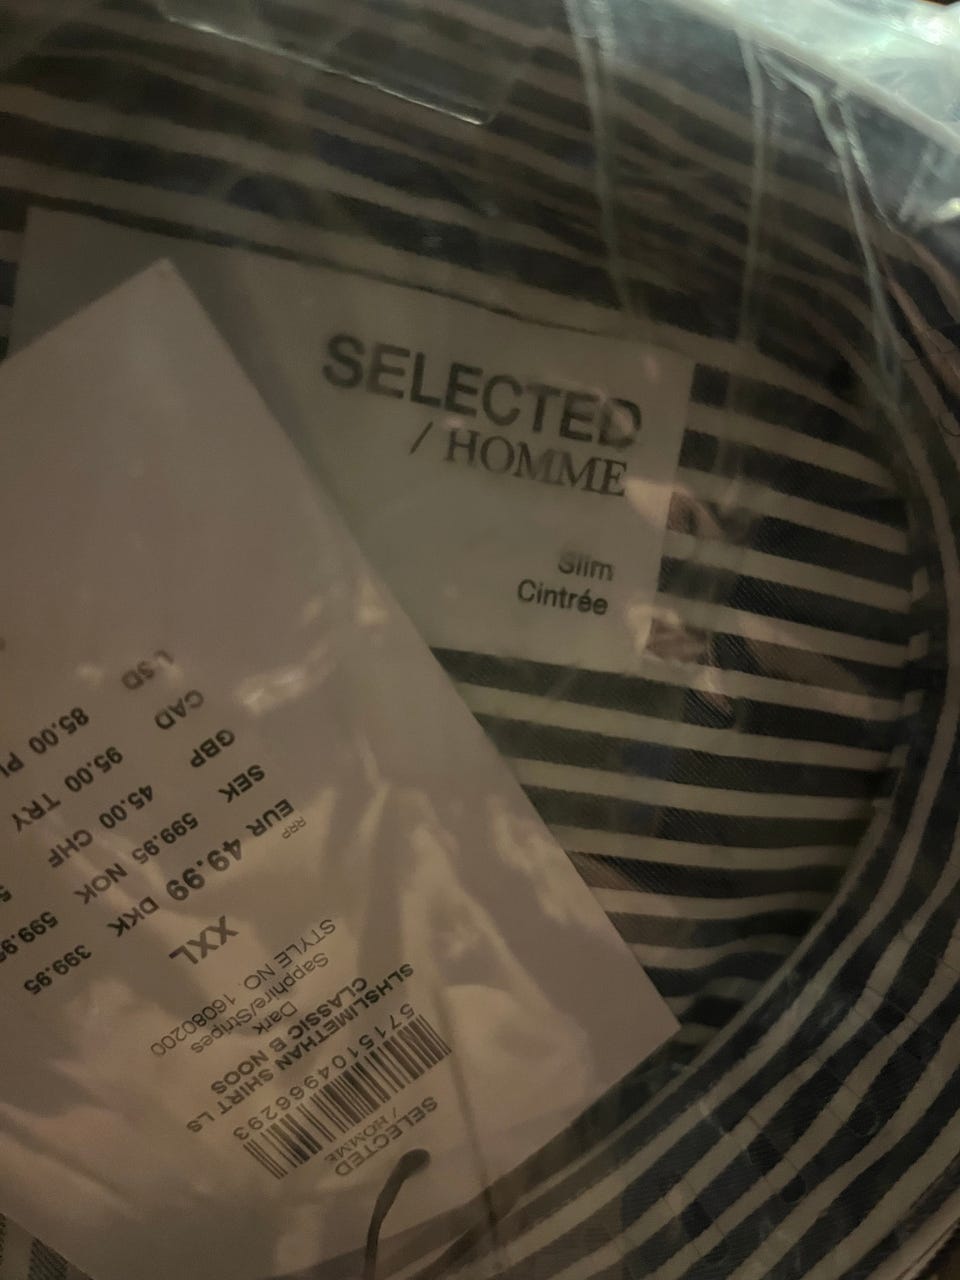 SELECTED
/ HOMME
Slim
Cintrée
SELECTED
/ HOMME
5715104966293
SLHSLIMETHAN SHIRT LS
CLASSIC B NOOS
Dark
Sapphire/Stripes
STYLE NO. 16080200
XXL
RRP
EUR 49.99 DKK 399.95
SEK 599.95 NOK 599.95
GBP 45.00 CHF
CAD 95.00 TRY
USD 85.00